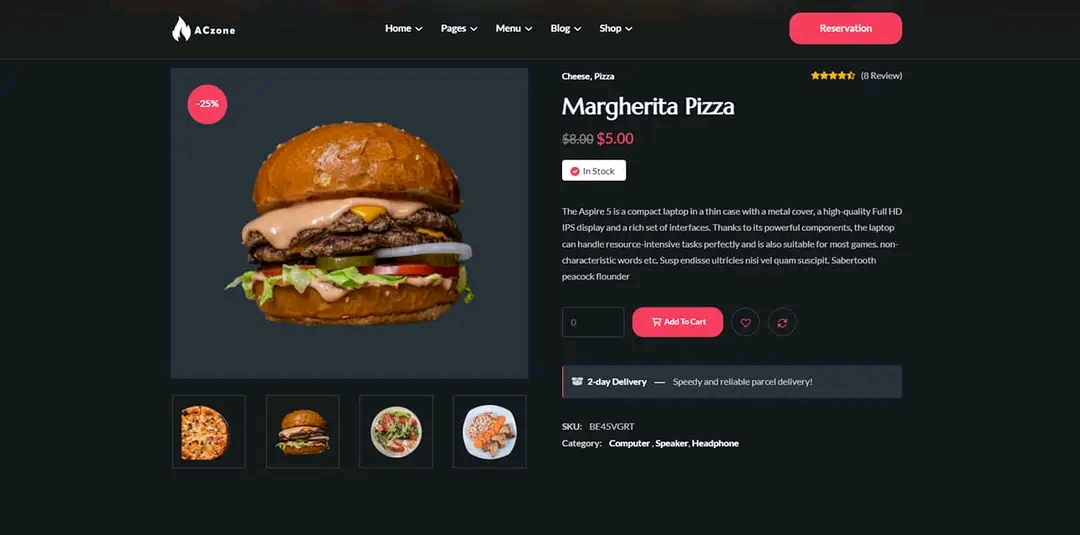 ACzone
Home Pages Menu Blog Shop
Reservation
-25%
Cheese, Pizza
(8 Review)
Margherita Pizza
$8.00 $5.00
In Stock
The Aspire 5 is a compact laptop in a thin case with a metal cover, a high-quality Full HD
IPS display and a rich set of interfaces. Thanks to its powerful components, the laptop
can handle resource-intensive tasks perfectly and is also suitable for most games. non-
characteristic words etc. Susp endisse ultricies nisi vel quam suscipit. Sabertooth
peacock flounder
0
Add To Cart
2-day Delivery — Speedy and reliable parcel delivery!
SKU: BE45VGRT
Category: Computer , Speaker, Headphone